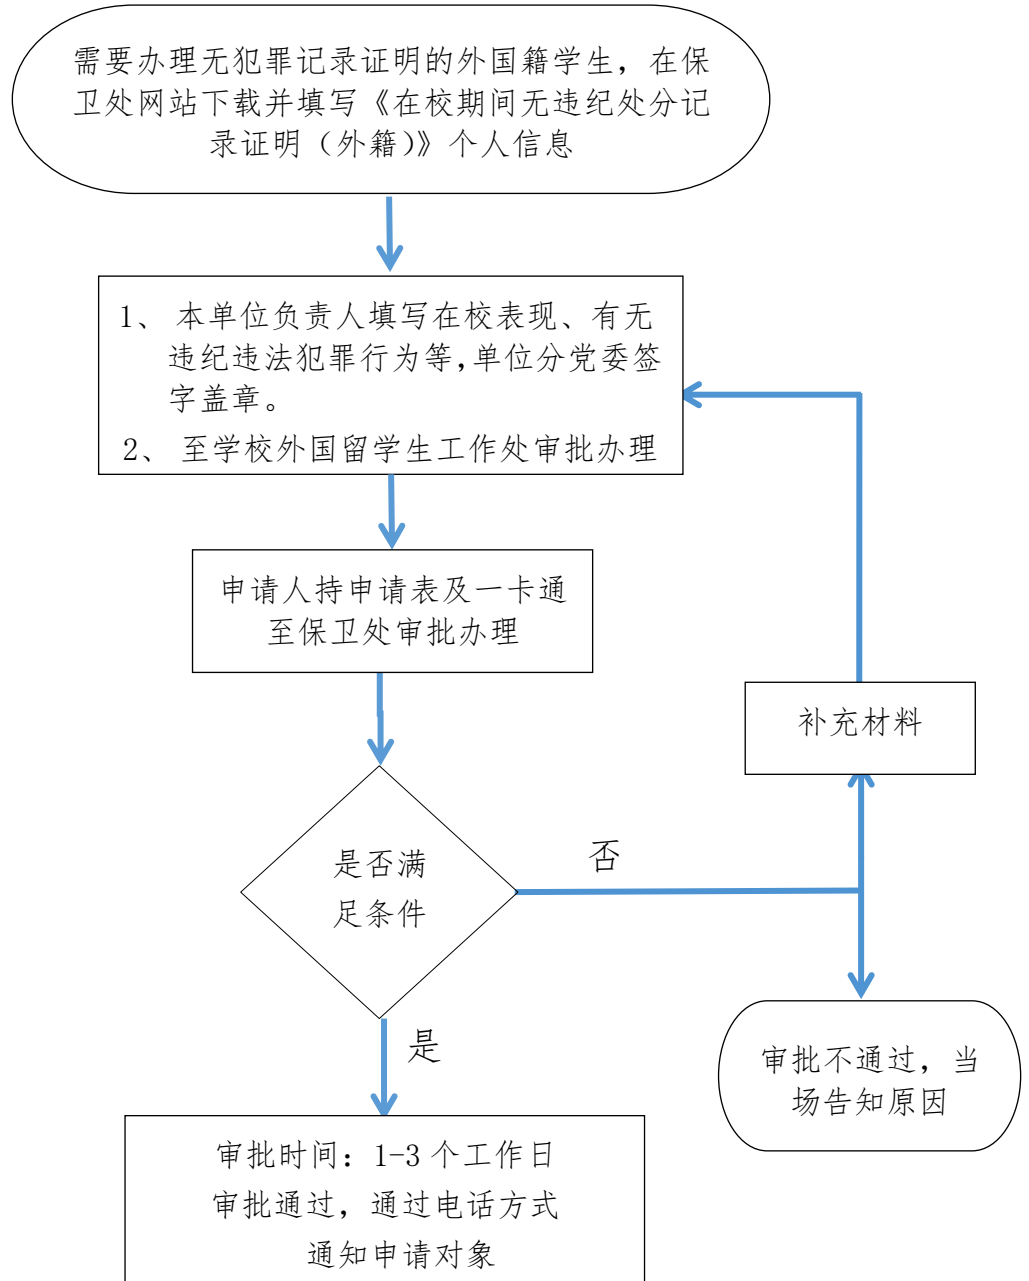 需要办理无犯罪记录证明的外国籍学生，在保
卫处网站下载并填写《在校期间无违纪处分记
录证明（外籍）》个人信息
1、 本单位负责人填写在校表现、有无
违纪违法犯罪行为等，单位分党委签
字盖章。
2、 至学校外国留学生工作处审批办理
申请人持申请表及一卡通
至保卫处审批办理
补充材料
是否满
足条件
否
是
审批不通过，当
场告知原因
审批时间：1-3 个工作日
审批通过，通过电话方式
通知申请对象